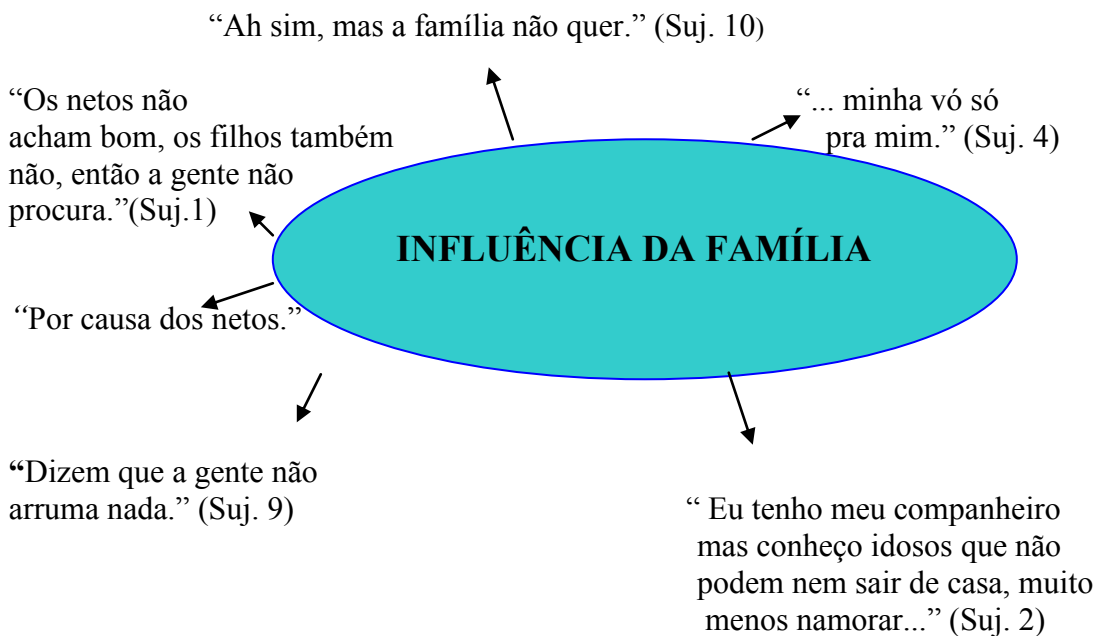 “Ah sim, mas a família não quer.” (Suj. 10)
“Os netos não
acham bom, os filhos também
não, então a gente não
procura.”(Suj.1)
“... minha vó só
pra mim.” (Suj. 4)
INFLUÊNCIA DA FAMÍLIA
“Por causa dos netos.”
“Dizem que a gente não
arruma nada.” (Suj. 9)
“ Eu tenho meu companheiro
mas conheço idosos que não
podem nem sair de casa, muito
menos namorar...” (Suj. 2)